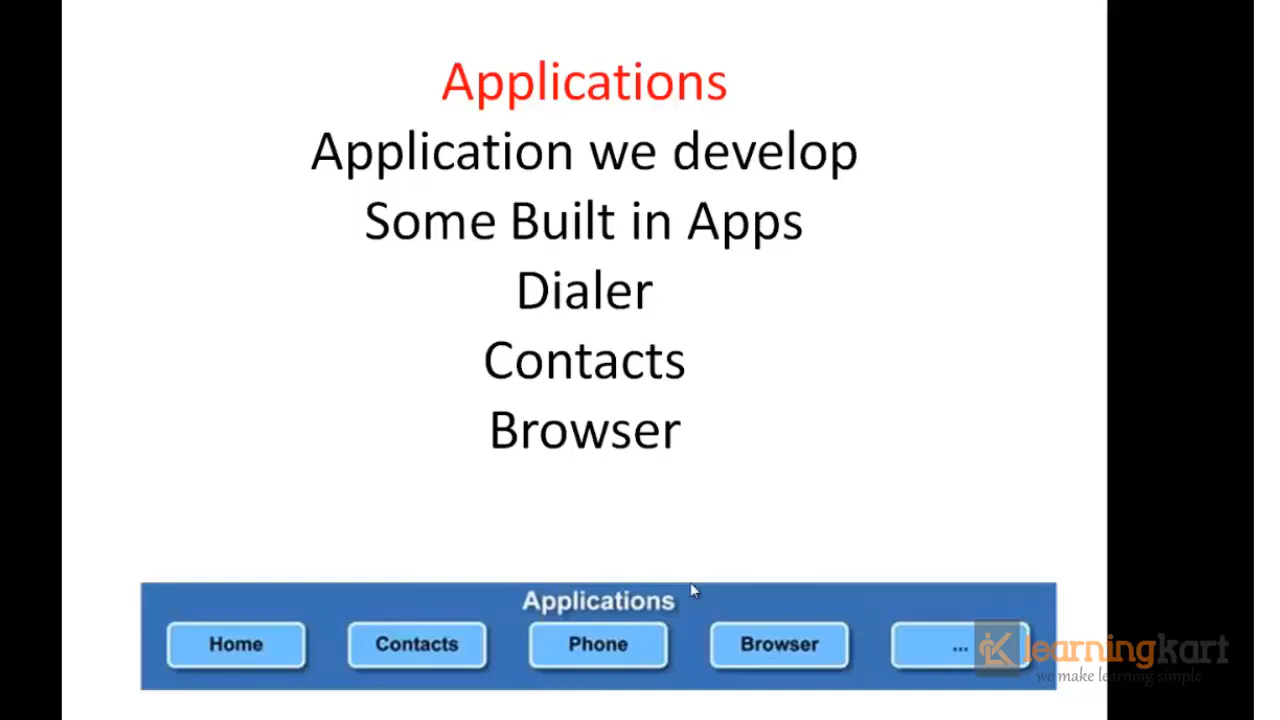 Applications
Application we develop
Some Built in Apps
Dialer
Contacts
Browser
Applications
Home
Contacts
Phone
Browser
...
learningkart
we make learning simple